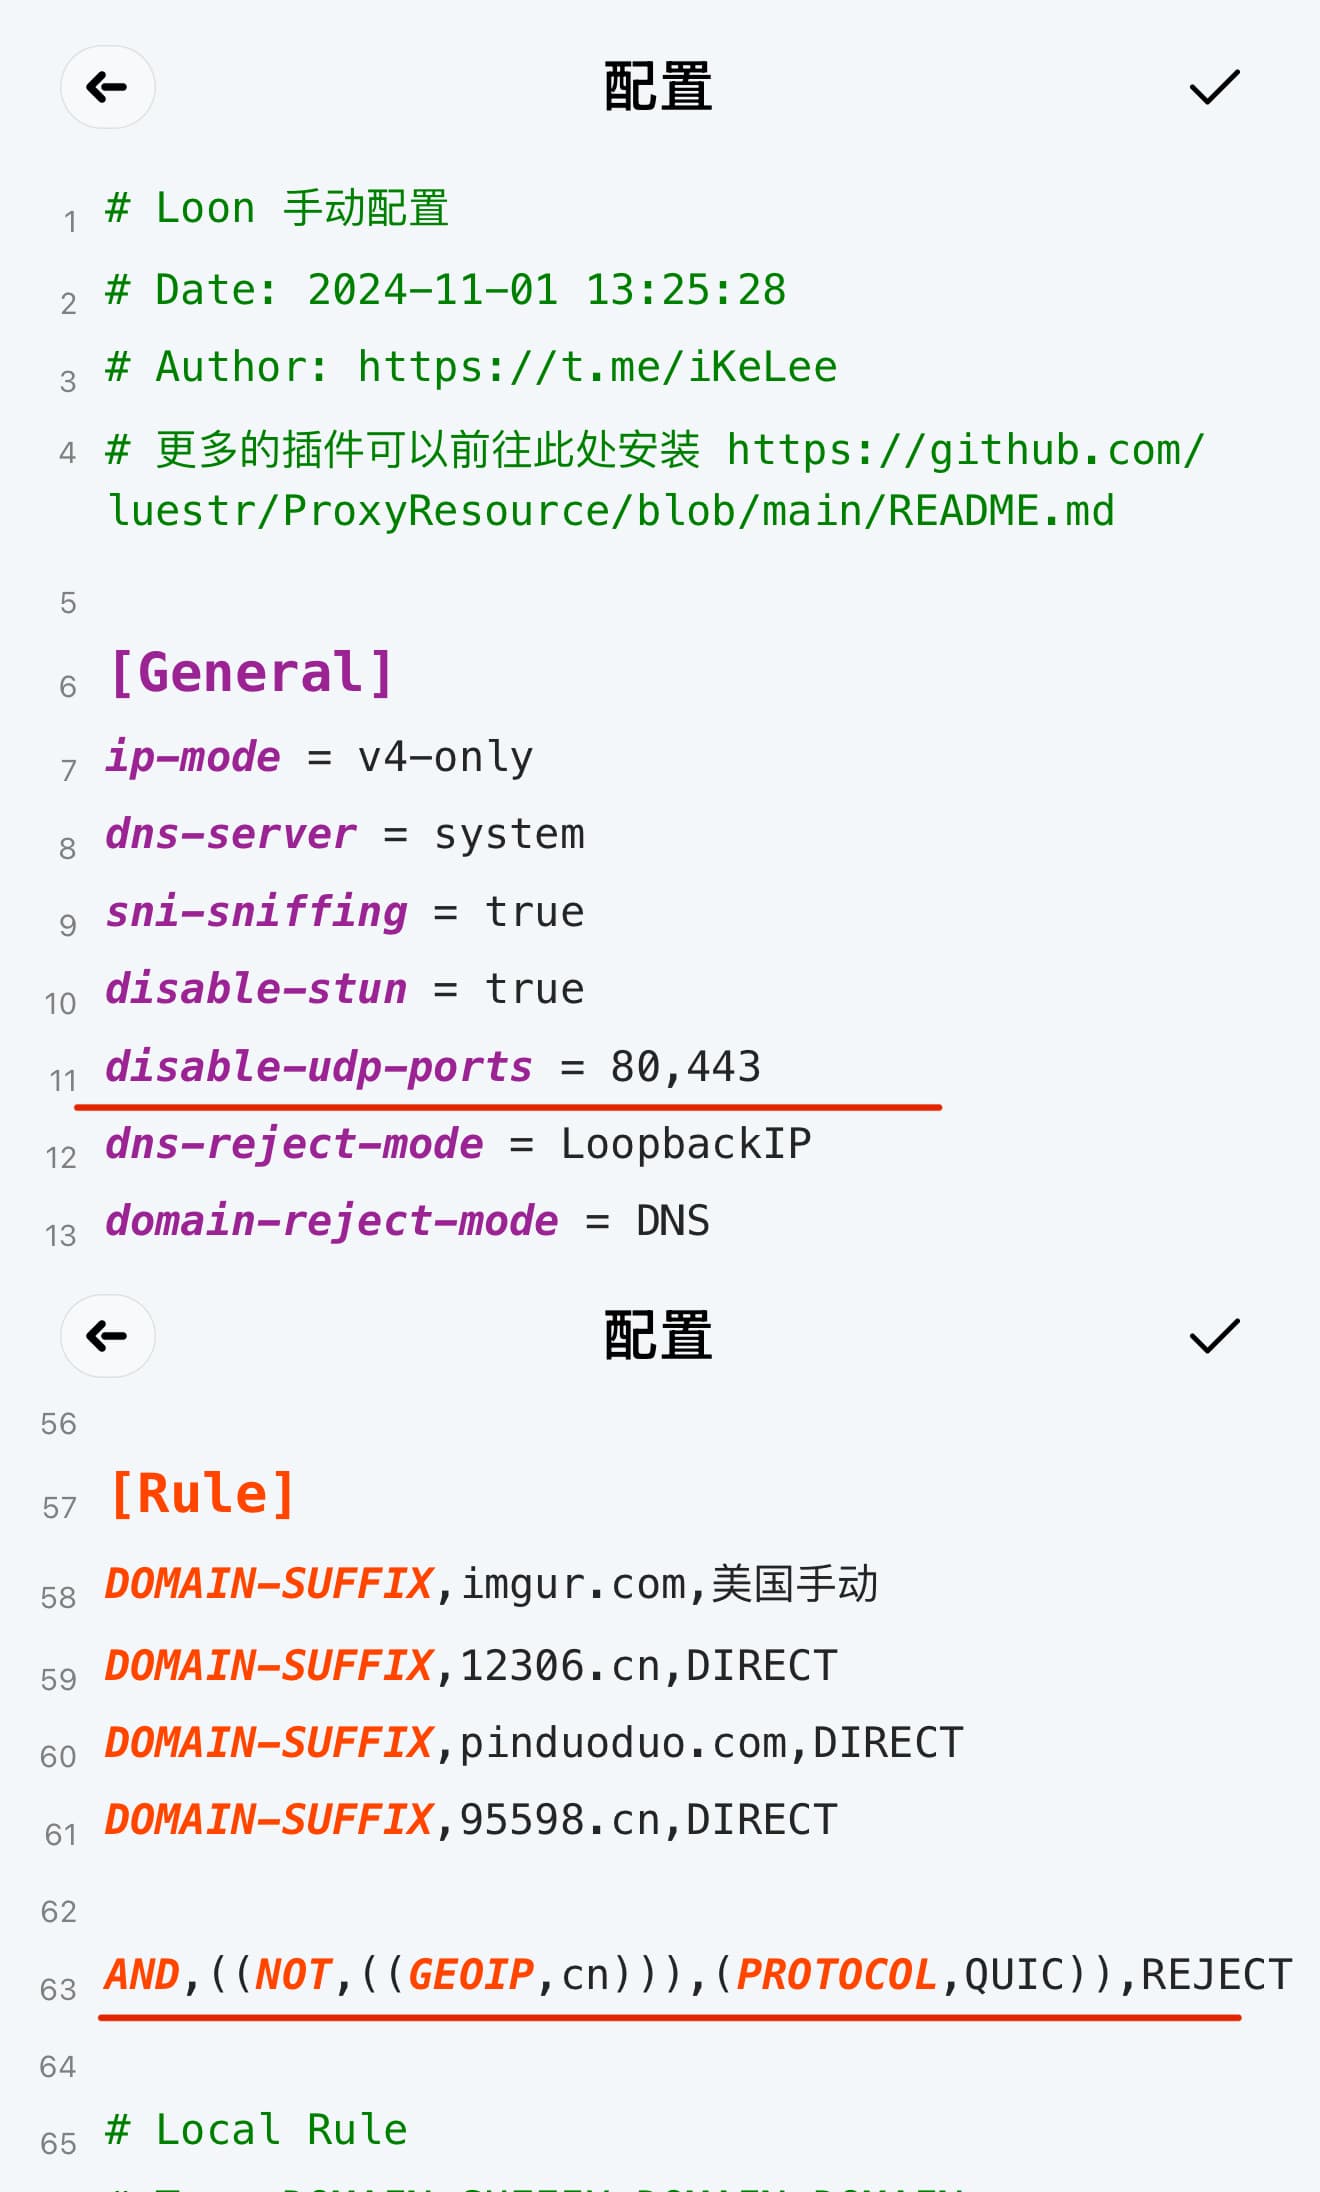 配置
1 # Loon 手动配置
2 # Date: 2024-11-01 13:25:28
3 # Author: https://t.me/iKeLee
4 # 更多的插件可以前往此处安装 https://github.com/
luestr/ProxyResource/blob/main/README.md
5
6 [General]
7 ip-mode = v4-only
8 dns-server = system
9 sni-sniffing = true
10 disable-stun = true
11 disable-udp-ports = 80,443
12 dns-reject-mode = LoopbackIP
13 domain-reject-mode = DNS
配置
56
57 [Rule]
58 DOMAIN-SUFFIX,imgur.com,美国手动
59 DOMAIN-SUFFIX,12306.cn,DIRECT
60 DOMAIN-SUFFIX,pinduoduo.com,DIRECT
61 DOMAIN-SUFFIX,95598.cn,DIRECT
62
63 AND,((NOT,((GEOIP,cn))),(PROTOCOL,QUIC)),REJECT
64
65 # Local Rule